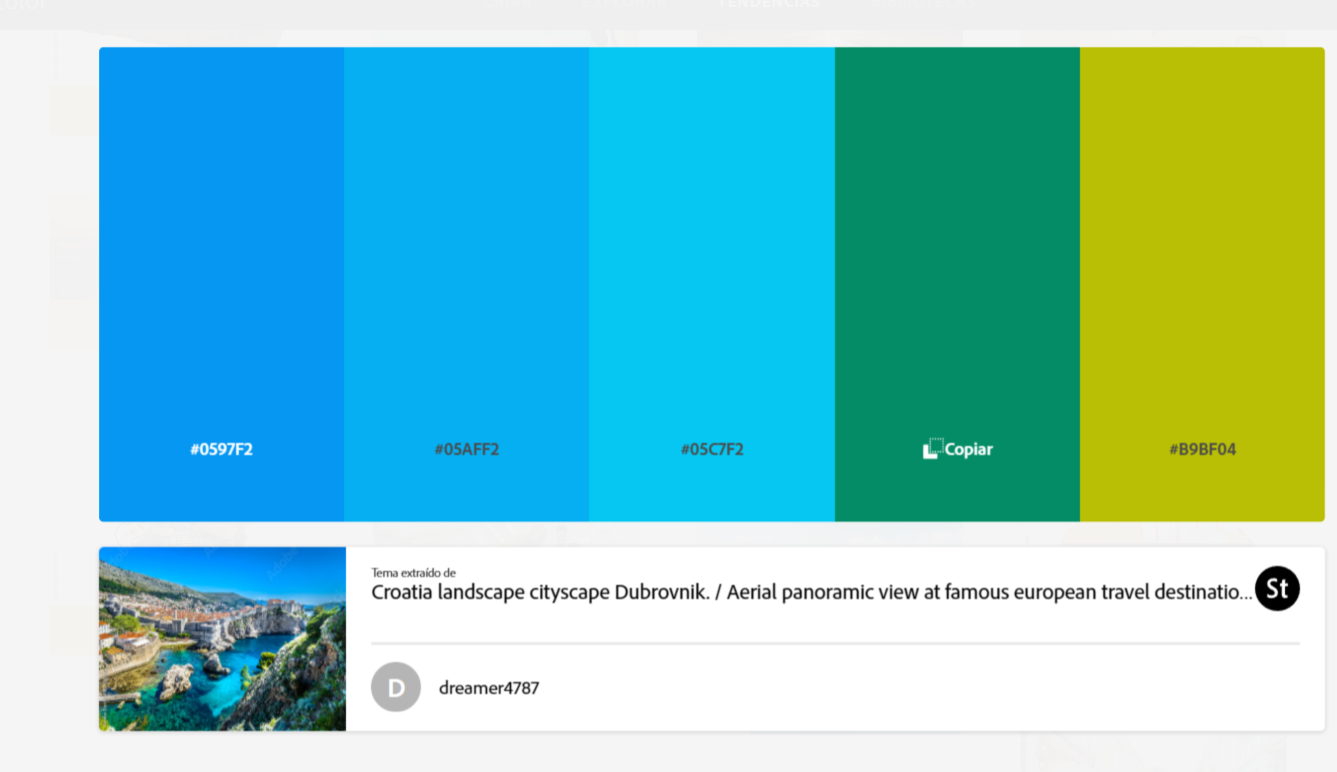 TENDENCIAS
#0597F2
#05AFF2
#05C7F2
Copiar
#B9BF04
Tema extraído de
Croatia landscape cityscape Dubrovnik. / Aerial panoramic view at famous european travel destinatio...
St
D
dreamer4787